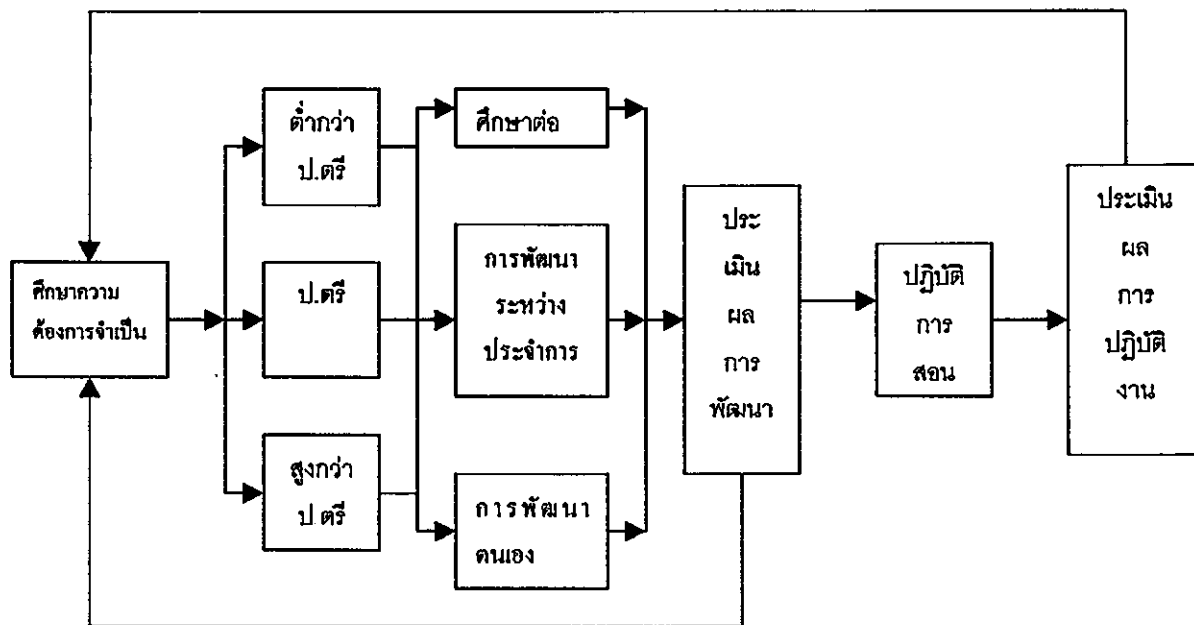 ศึกษาความ
ต้องการจำเป็น
ต่ำกว่า
ป.ตรี
ป.ตรี
สูงกว่า
ป.ตรี
ศึกษาต่อ
การพัฒนา
ระหว่าง
ประจำการ
การพัฒนา
ตนเอง
ประ
เมิน
ผล
การ
พัฒนา
ปฏิบัติ
การ
สอน
ประเมิน
ผล
การ
ปฏิบัติ
งาน